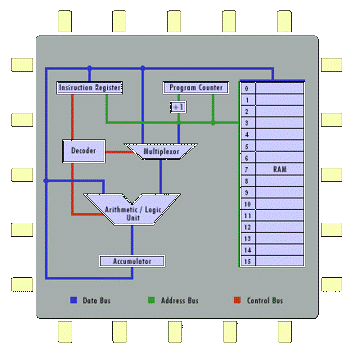 Instruction Register
Program Counter
+1
Decoder
Multiplexor
Arithmetic / Logic
Unit
Accumulator
0
1
2
3
4
5
6
7
8
9
10
11
12
13
14
15
RAM
Data Bus
Address Bus
Control Bus